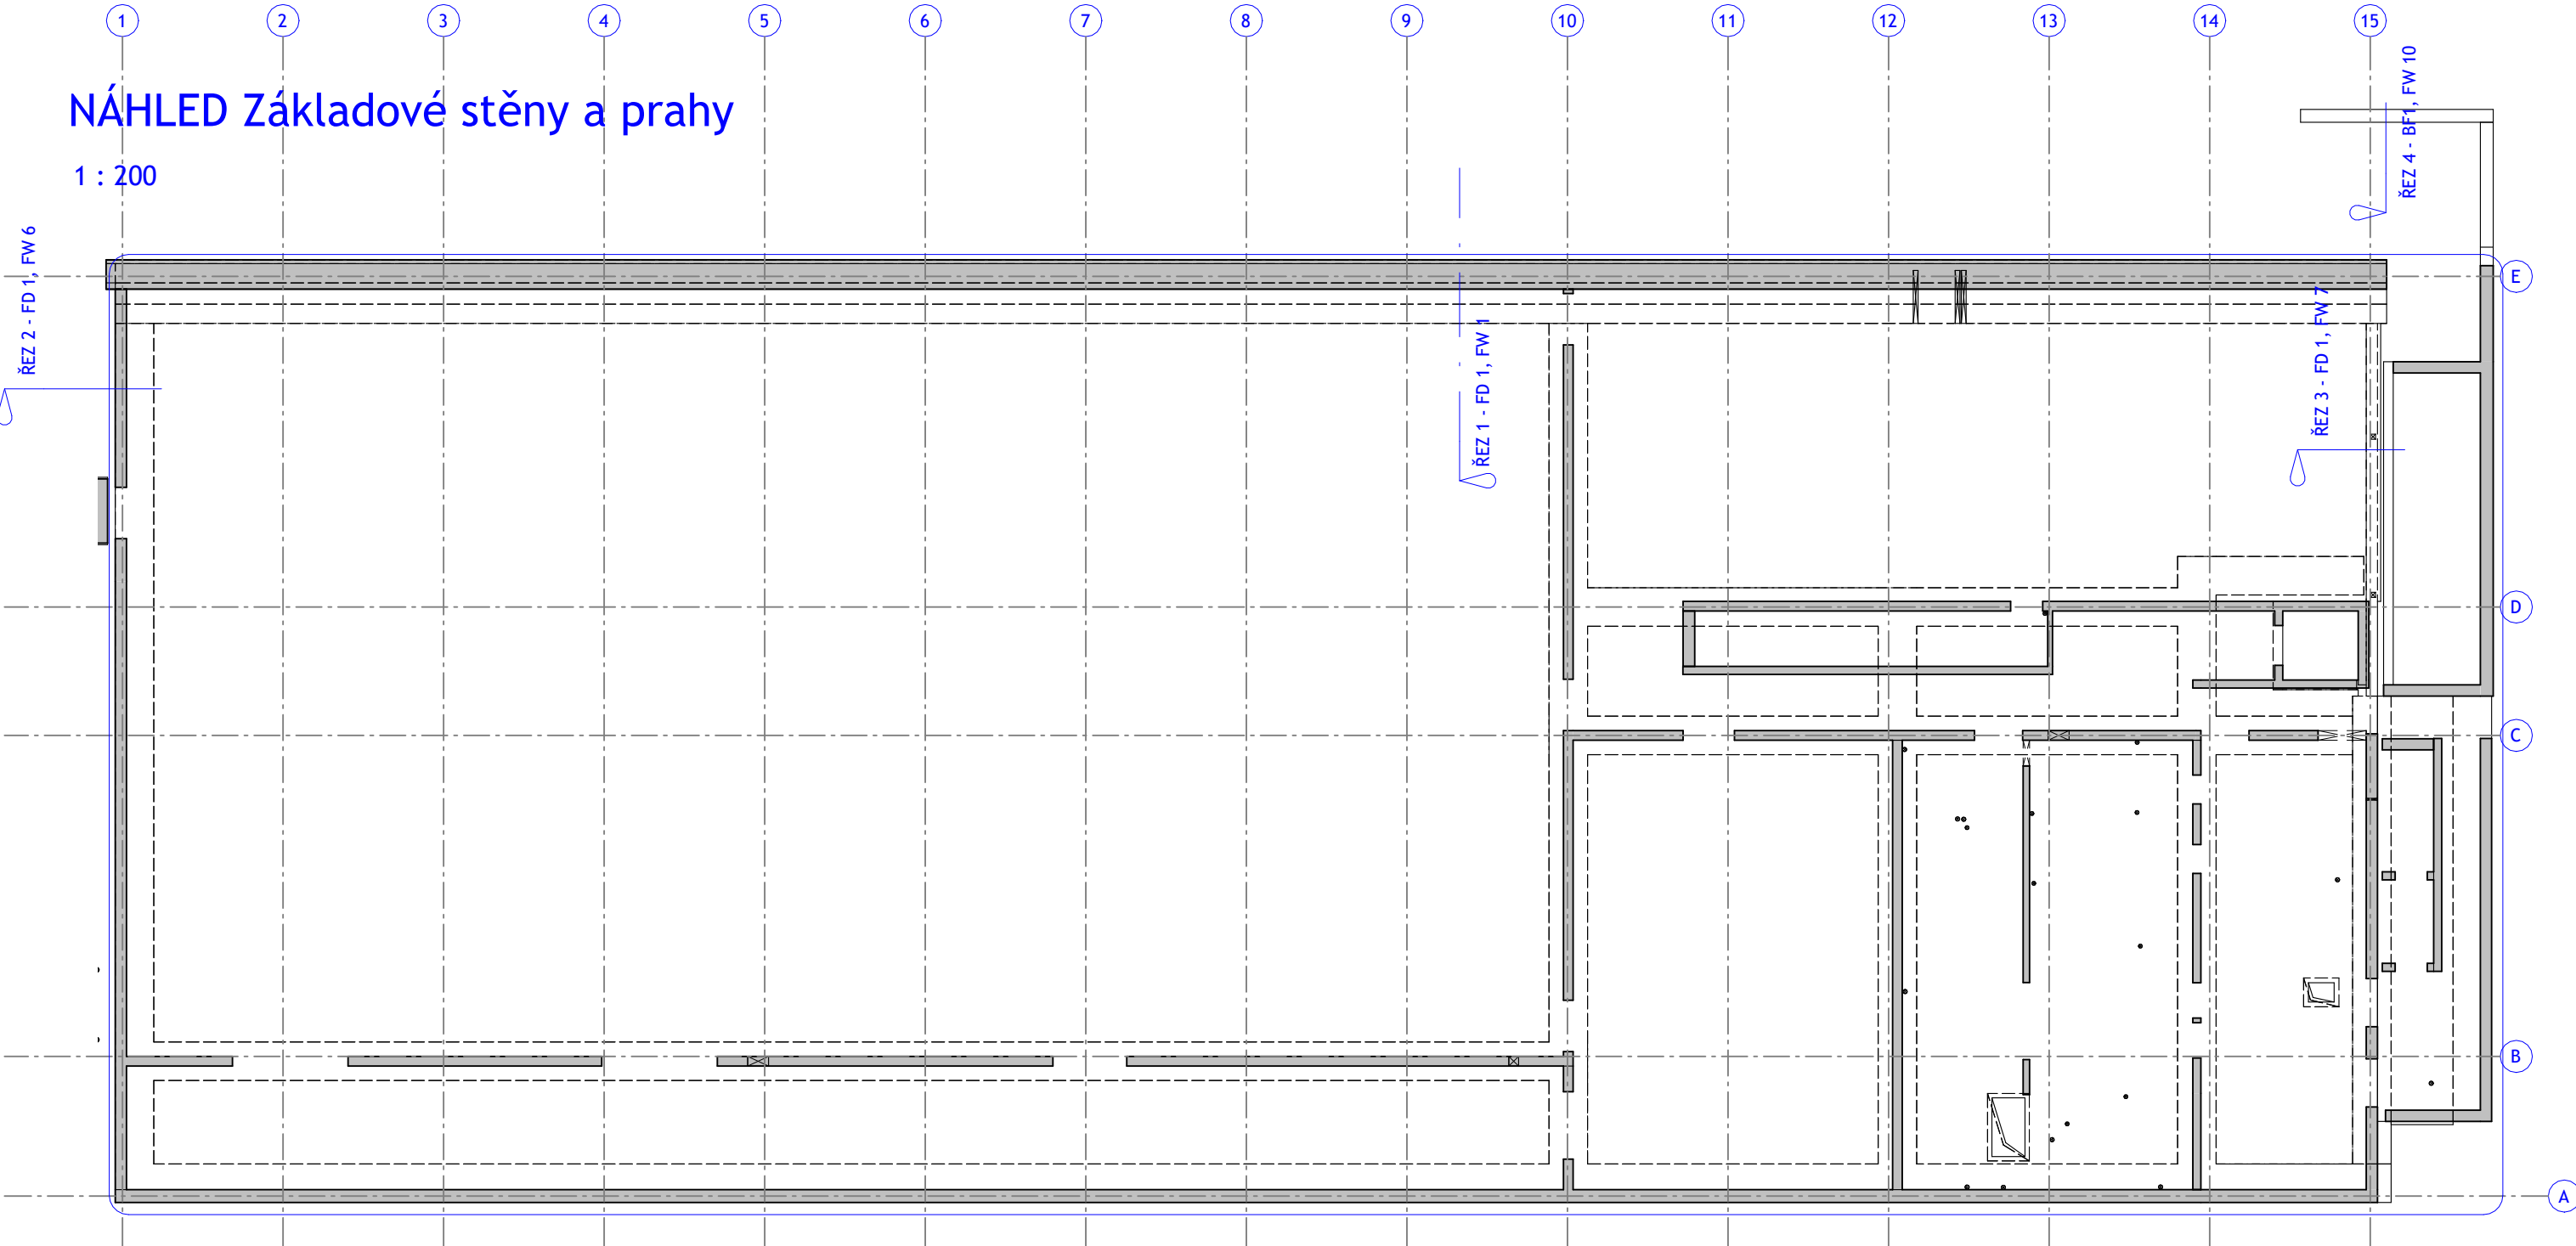 1 2 3 4 5 6 7 8 9 10 11 12 13 14 15
NÁHLED Základové stěny a prahy
1 : 200
ŘEZ 2 - FD 1, FW 6
ŘEZ 1 - FD 1, FW 1
ŘEZ 3 - FD 1, FW 7
ŘEZ 4 - BF1, FW 10
E
D
C
B
A